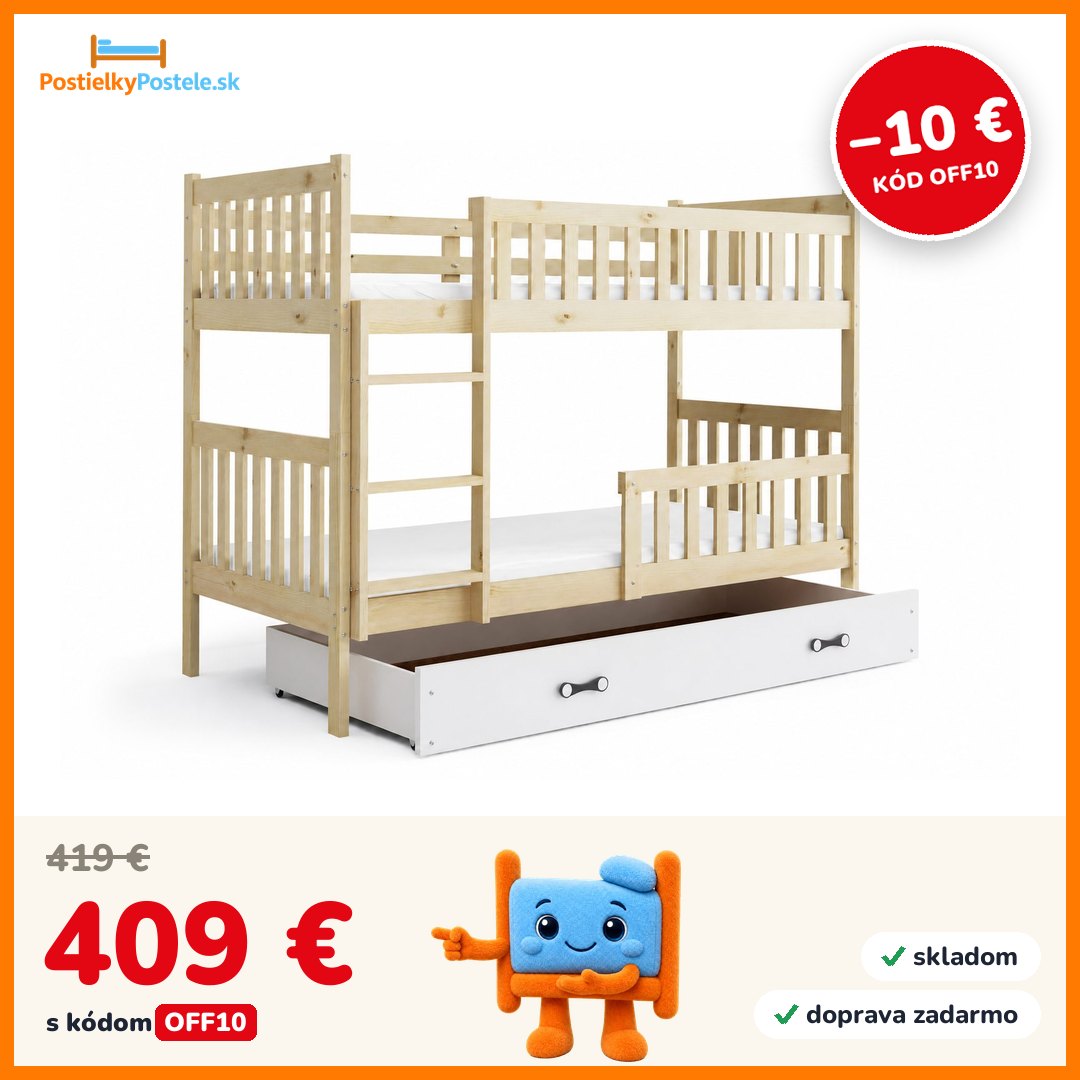 PostielkyPostele.sk
–10 €
KÓD OFF10
419 €
409 €
s kódom OFF10
✓ skladom
✓ doprava zadarmo